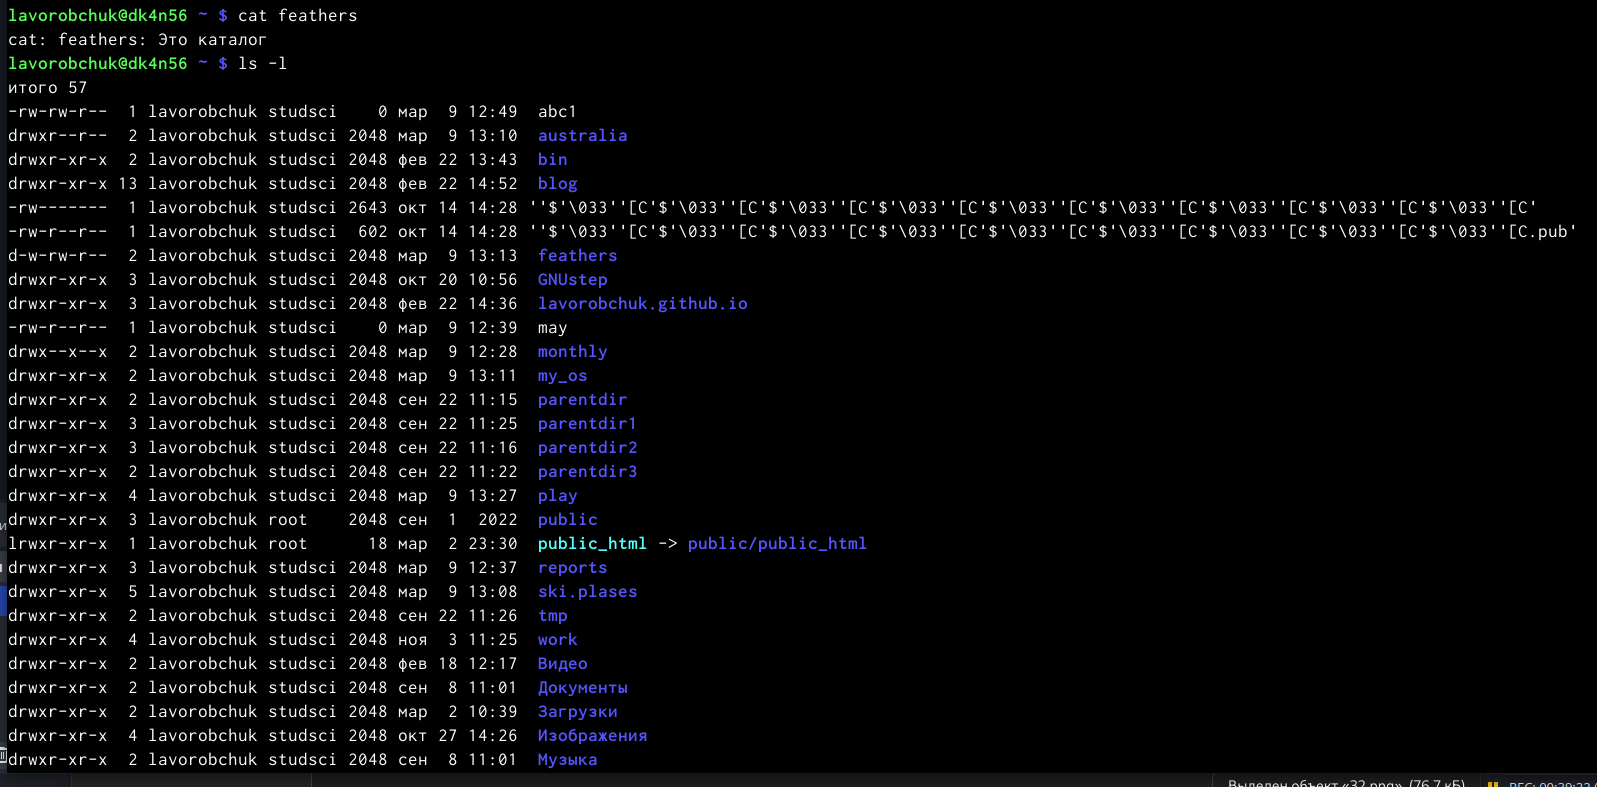 lavorobchuk@dk4n56 ~ $ cat feathers
cat: feathers: Это каталог
lavorobchuk@dk4n56 ~ $ ls -l
итого 57
-rw-rw-r--  1 lavorobchuk studsci    0 мар  9 12:49  abc1
drwxr--r--  2 lavorobchuk studsci 2048 мар  9 13:10  australia
drwxr-xr-x  2 lavorobchuk studsci 2048 фев 22 13:43  bin
drwxr-xr-x 13 lavorobchuk studsci 2048 фев 22 14:52  blog
-rw-------  1 lavorobchuk studsci 2643 окт 14 14:28 ''$'\033''[C'$'\033''[C'$'\033''[C'$'\033''[C'$'\033''[C'$'\033''[C'$'\033''[C'$'\033''[C'$'\033''[C'
-rw-r--r--  1 lavorobchuk studsci  602 окт 14 14:28 ''$'\033''[C'$'\033''[C'$'\033''[C'$'\033''[C'$'\033''[C'$'\033''[C'$'\033''[C'$'\033''[C'$'\033''[C.pub'
d-w-rw-r--  2 lavorobchuk studsci 2048 мар  9 13:13  feathers
drwxr-xr-x  3 lavorobchuk studsci 2048 окт 20 10:56  GNUstep
drwxr-xr-x  3 lavorobchuk studsci 2048 фев 22 14:36  lavorobchuk.github.io
-rw-r--r--  1 lavorobchuk studsci    0 мар  9 12:39  may
drwx--x--x  2 lavorobchuk studsci 2048 мар  9 12:28  monthly
drwxr-xr-x  2 lavorobchuk studsci 2048 мар  9 13:11  my_os
drwxr-xr-x  2 lavorobchuk studsci 2048 сен 22 11:15  parentdir
drwxr-xr-x  3 lavorobchuk studsci 2048 сен 22 11:25  parentdir1
drwxr-xr-x  3 lavorobchuk studsci 2048 сен 22 11:16  parentdir2
drwxr-xr-x  2 lavorobchuk studsci 2048 сен 22 11:22  parentdir3
drwxr-xr-x  4 lavorobchuk studsci 2048 мар  9 13:27  play
drwxr-xr-x  3 lavorobchuk root    2048 сен  1  2022  public
lrwxr-xr-x  1 lavorobchuk root      18 мар  2 23:30  public_html -> public/public_html
drwxr-xr-x  3 lavorobchuk studsci 2048 мар  9 12:37  reports
drwxr-xr-x  5 lavorobchuk studsci 2048 мар  9 13:08  ski.plases
drwxr-xr-x  2 lavorobchuk studsci 2048 сен 22 11:26  tmp
drwxr-xr-x  4 lavorobchuk studsci 2048 ноя  3 11:25  work
drwxr-xr-x  2 lavorobchuk studsci 2048 фев 18 12:17  Видео
drwxr-xr-x  2 lavorobchuk studsci 2048 сен  8 11:01  Документы
drwxr-xr-x  2 lavorobchuk studsci 2048 мар  2 10:39  Загрузки
drwxr-xr-x  4 lavorobchuk studsci 2048 окт 27 14:26  Изображения
drwxr-xr-x  2 lavorobchuk studsci 2048 сен  8 11:01  Музыка
Выделен объект «32.png» (76,7 кБ)